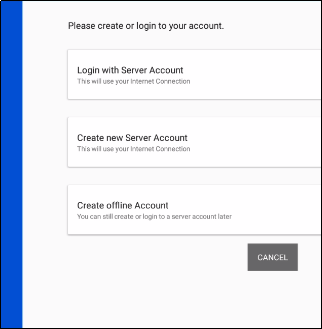 Please create or login to your account.
Login with Server Account
This will use your Internet Connection
Create new Server Account
This will use your Internet Connection
Create offline Account
You can still create or login to a server account later
CANCEL